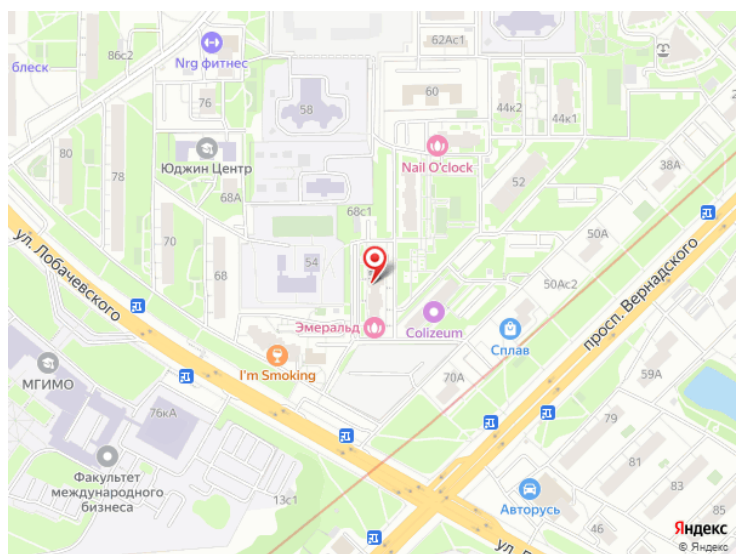 86с2
блеск
Nrg фитнес
62Ас1
76
58
60
44к2
44к1
80
78
Юджин Центр
Nail O'clock
38А
68А
52
68с1
70
68
54
50А
50Ас2
ул. Лобачевского
просп. Вернадского
Эмеральд
Colizeum
Сплав
I'm Smoking
70А
59А
МГИМО
76кА
79
81
83
85
Факультет
международного
бизнеса
13с1
Авторусь
46
ул. Л
Яндекс
© Яндекс